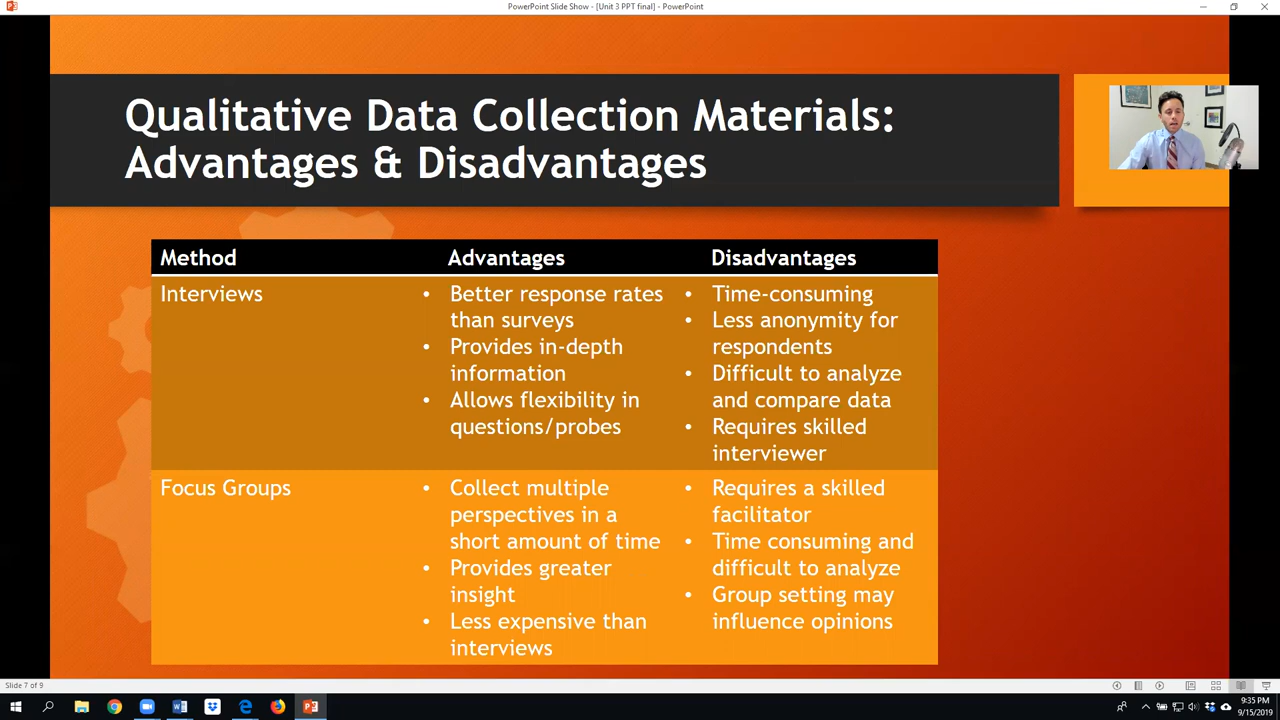 PowerPoint Slide Show - [Unit 3 PPT final] - PowerPoint
Qualitative Data Collection Materials:
Advantages & Disadvantages
Method Advantages Disadvantages
Interviews
• Better response rates
than surveys
• Provides in-depth
information
• Allows flexibility in
questions/probes
• Time-consuming
• Less anonymity for
respondents
• Difficult to analyze
and compare data
• Requires skilled
interviewer
Focus Groups
• Collect multiple
perspectives in a
short amount of time
• Provides greater
insight
• Less expensive than
interviews
• Requires a skilled
facilitator
• Time consuming and
difficult to analyze
• Group setting may
influence opinions
Slide 7 of 9
9:35 PM
9/15/2019